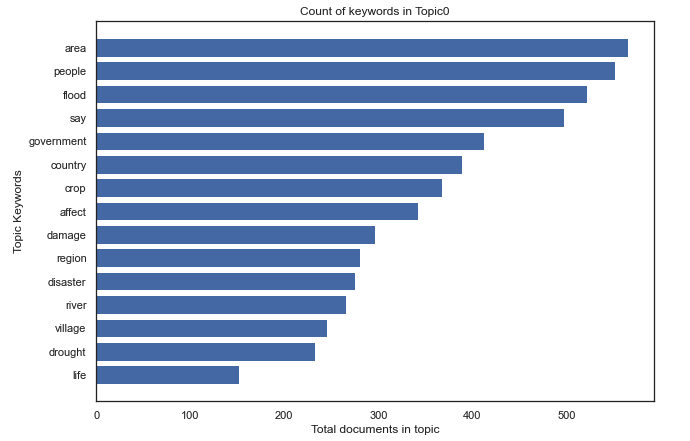 Count of keywords in Topic0
Topic Keywords
area
people
flood
say
government
country
crop
affect
damage
region
disaster
river
village
drought
life
0 100 200 300 400 500
Total documents in topic